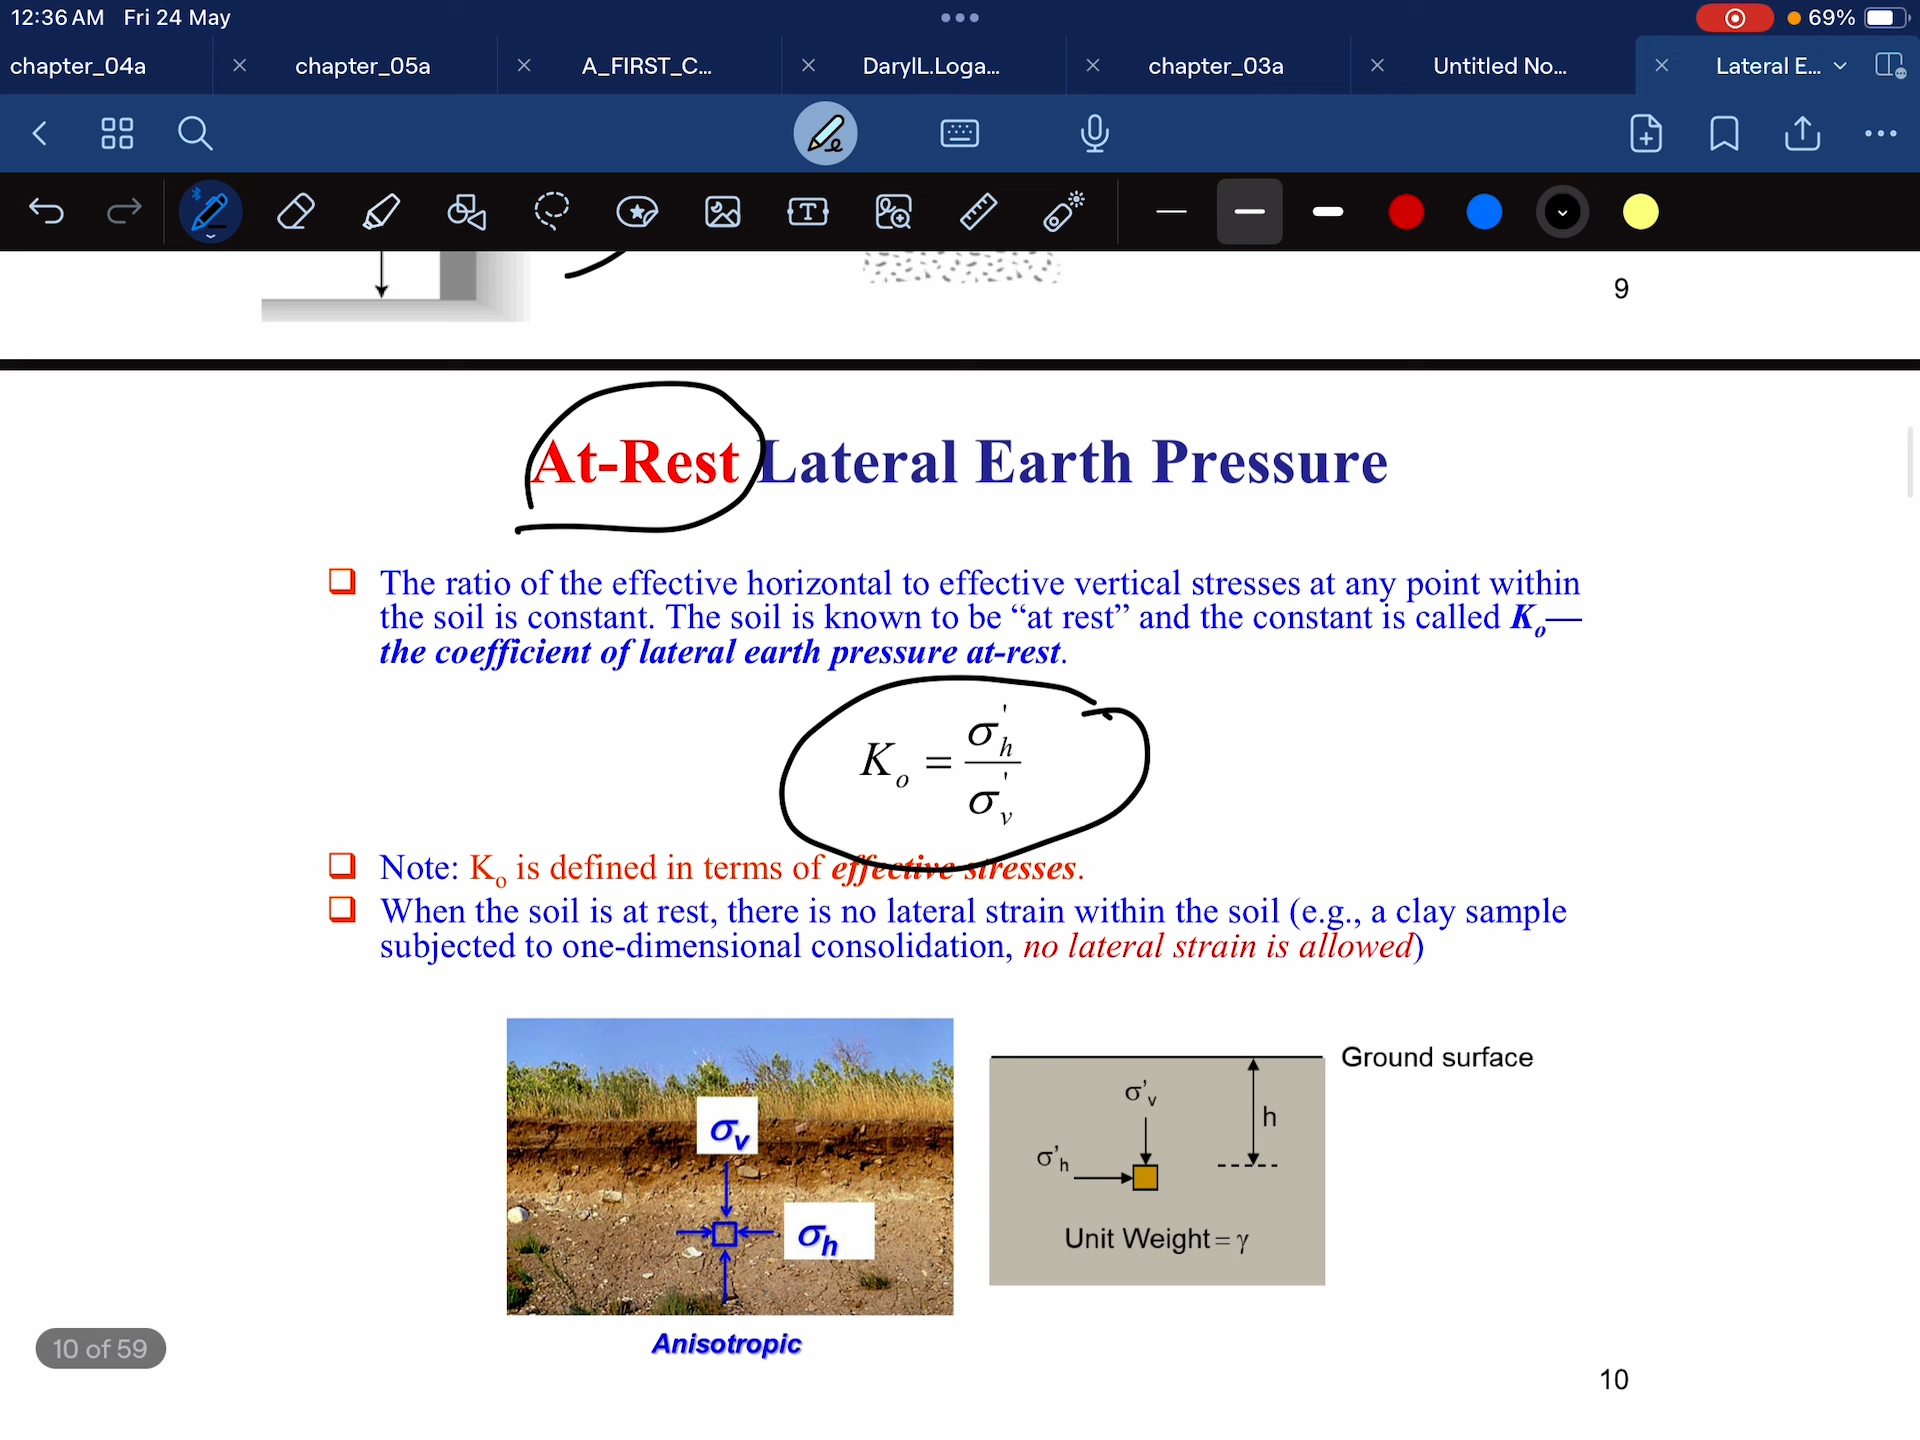 12:36 AM Fri 24 May
69%
chapter_04a
chapter_05a
A_FIRST_C...
DarylL.Loga...
chapter_03a
Untitled No...
Lateral E...
9
At-Rest Lateral Earth Pressure
The ratio of the effective horizontal to effective vertical stresses at any point within
the soil is constant. The soil is known to be “at rest” and the constant is called Kₒ—
the coefficient of lateral earth pressure at-rest.
Kₒ = σ'h / σ'v
Note: Kₒ is defined in terms of effective stresses.
When the soil is at rest, there is no lateral strain within the soil (e.g., a clay sample
subjected to one-dimensional consolidation, no lateral strain is allowed)
σv
σh
Anisotropic
Ground surface
σ'v
h
σ'h
Unit Weight = γ
10 of 59
10